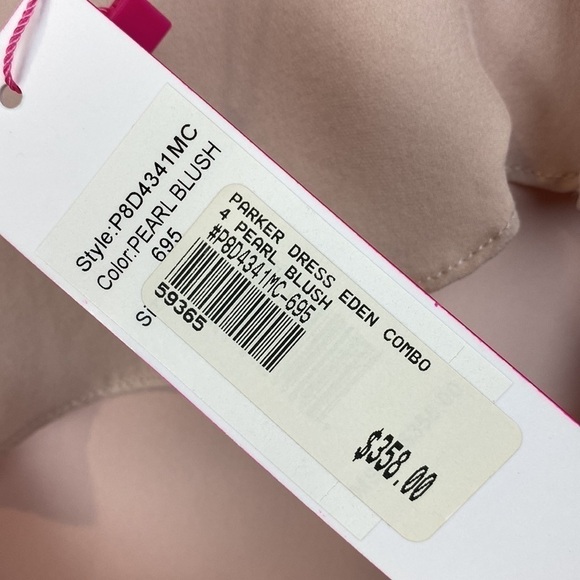 Style:P8D4341MC
Color:PEARL BLUSH
695
Si
PARKER DRESS EDEN COMBO
4 PEARL BLUSH
#P8D4341MC-695
59365
$358.00